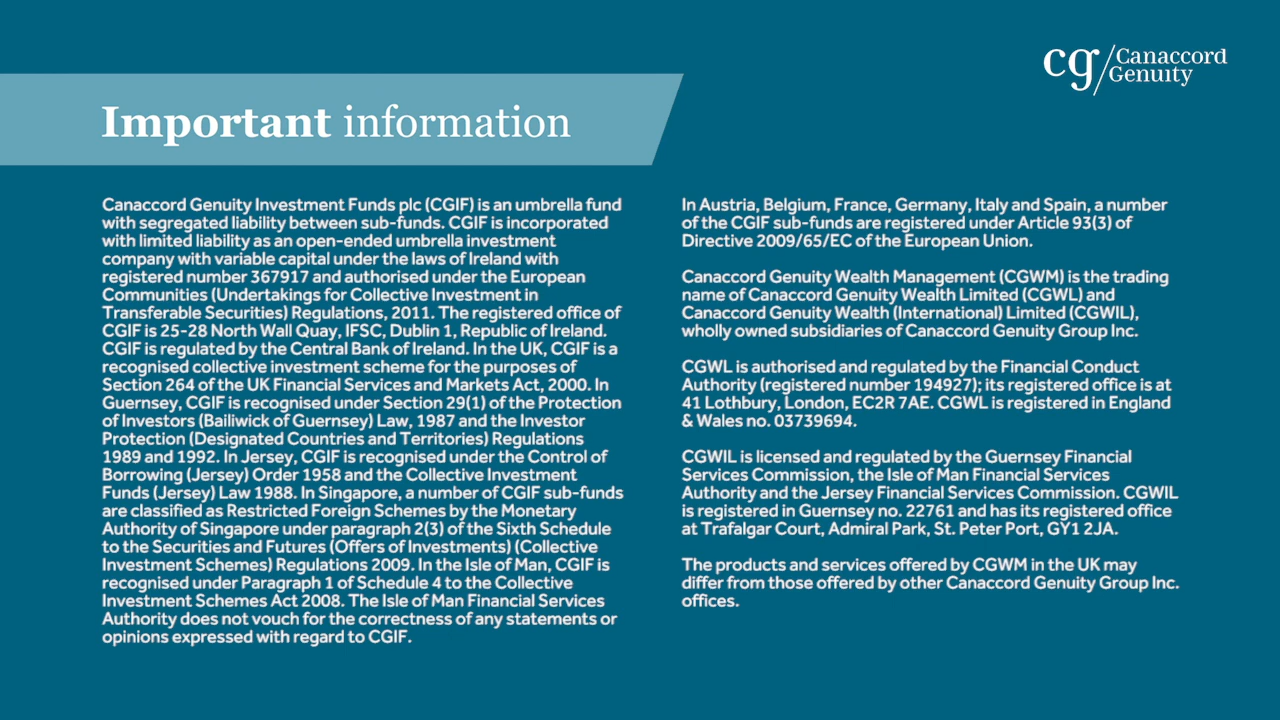 cg/Canaccord
Genuity
Important information
Canaccord Genuity Investment Funds plc (CGIF) is an umbrella fund
with segregated liability between sub-funds. CGIF is incorporated
with limited liability as an open-ended umbrella investment
company with variable capital under the laws of Ireland with
registered number 367917 and authorised under the European
Communities (Undertakings for Collective Investment in
Transferable Securities) Regulations, 2011. The registered office of
CGIF is 25-28 North Wall Quay, IFSC, Dublin 1, Republic of Ireland.
CGIF is regulated by the Central Bank of Ireland. In the UK, CGIF is a
recognised collective investment scheme for the purposes of
Section 264 of the UK Financial Services and Markets Act, 2000. In
Guernsey, CGIF is recognised under Section 29(1) of the Protection
of Investors (Bailiwick of Guernsey) Law, 1987 and the Investor
Protection (Designated Countries and Territories) Regulations
1989 and 1992. In Jersey, CGIF is recognised under the Control of
Borrowing (Jersey) Order 1958 and the Collective Investment
Funds (Jersey) Law 1988. In Singapore, a number of CGIF sub-funds
are classified as Restricted Foreign Schemes by the Monetary
Authority of Singapore under paragraph 2(3) of the Sixth Schedule
to the Securities and Futures (Offers of Investments) (Collective
Investment Schemes) Regulations 2009. In the Isle of Man, CGIF is
recognised under Paragraph 1 of Schedule 4 to the Collective
Investment Schemes Act 2008. The Isle of Man Financial Services
Authority does not vouch for the correctness of any statements or
opinions expressed with regard to CGIF.
In Austria, Belgium, France, Germany, Italy and Spain, a number
of the CGIF sub-funds are registered under Article 93(3) of
Directive 2009/65/EC of the European Union.
Canaccord Genuity Wealth Management (CGWM) is the trading
name of Canaccord Genuity Wealth Limited (CGWL) and
Canaccord Genuity Wealth (International) Limited (CGWIL),
wholly owned subsidiaries of Canaccord Genuity Group Inc.
CGWL is authorised and regulated by the Financial Conduct
Authority (registered number 194927); its registered office is at
41 Lothbury, London, EC2R 7AE. CGWL is registered in England
& Wales no. 03739694.
CGWIL is licensed and regulated by the Guernsey Financial
Services Commission, the Isle of Man Financial Services
Authority and the Jersey Financial Services Commission. CGWIL
is registered in Guernsey no. 22761 and has its registered office
at Trafalgar Court, Admiral Park, St. Peter Port, GY1 2JA.
The products and services offered by CGWM in the UK may
differ from those offered by other Canaccord Genuity Group Inc.
offices.